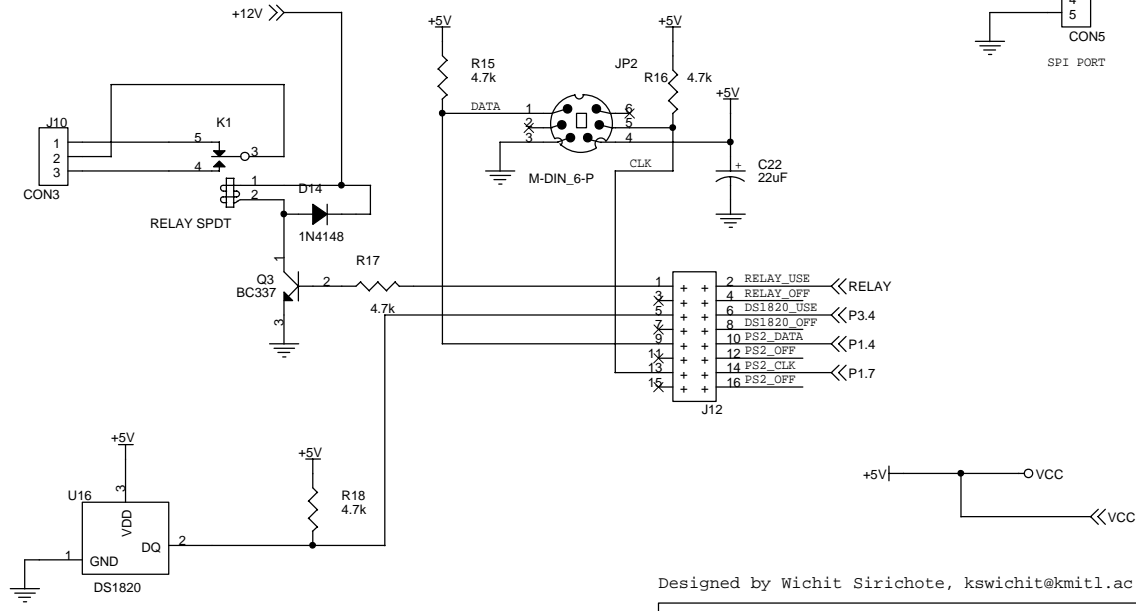 +12V
4
5
CON5
SPI PORT
+5V
+5V
R15
4.7k
JP2
R16
4.7k
+5V
DATA
1
2
3
6
5
4
CLK
M-DIN_6-P
C22
22uF
+
J10
1
2
3
CON3
K1
5
4
3
1
2
D14
1N4148
RELAY SPDT
Q3
BC337
1
2
3
R17
4.7k
1
3
5
7
9
11
13
15
2
4
6
8
10
12
14
16
RELAY_USE
RELAY_OFF
DS1820_USE
DS1820_OFF
PS2_DATA
PS2_OFF
PS2_CLK
PS2_OFF
RELAY
P3.4
P1.4
P1.7
J12
+5V
U16
3
VDD
1
GND
DQ
2
DS1820
+5V
R18
4.7k
+5V
VCC
VCC
Designed by Wichit Sirichote, kswichit@kmitl.ac